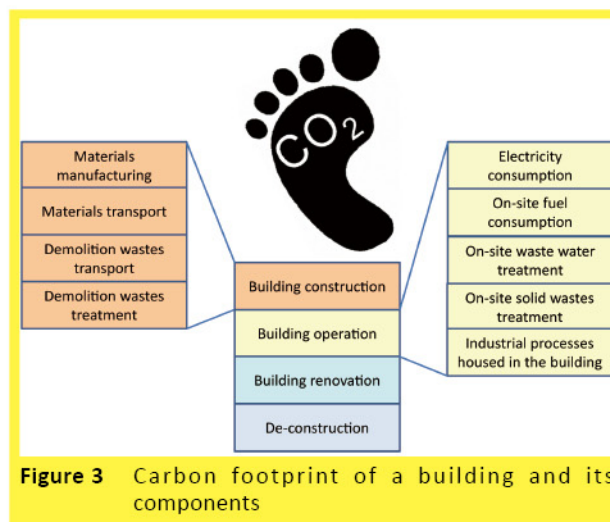 CO2
Materials
manufacturing
Materials transport
Demolition wastes
transport
Demolition wastes
treatment
Building construction
Building operation
Building renovation
De-construction
Electricity
consumption
On-site fuel
consumption
On-site waste water
treatment
On-site solid wastes
treatment
Industrial processes
housed in the building
Figure 3 Carbon footprint of a building and its
components